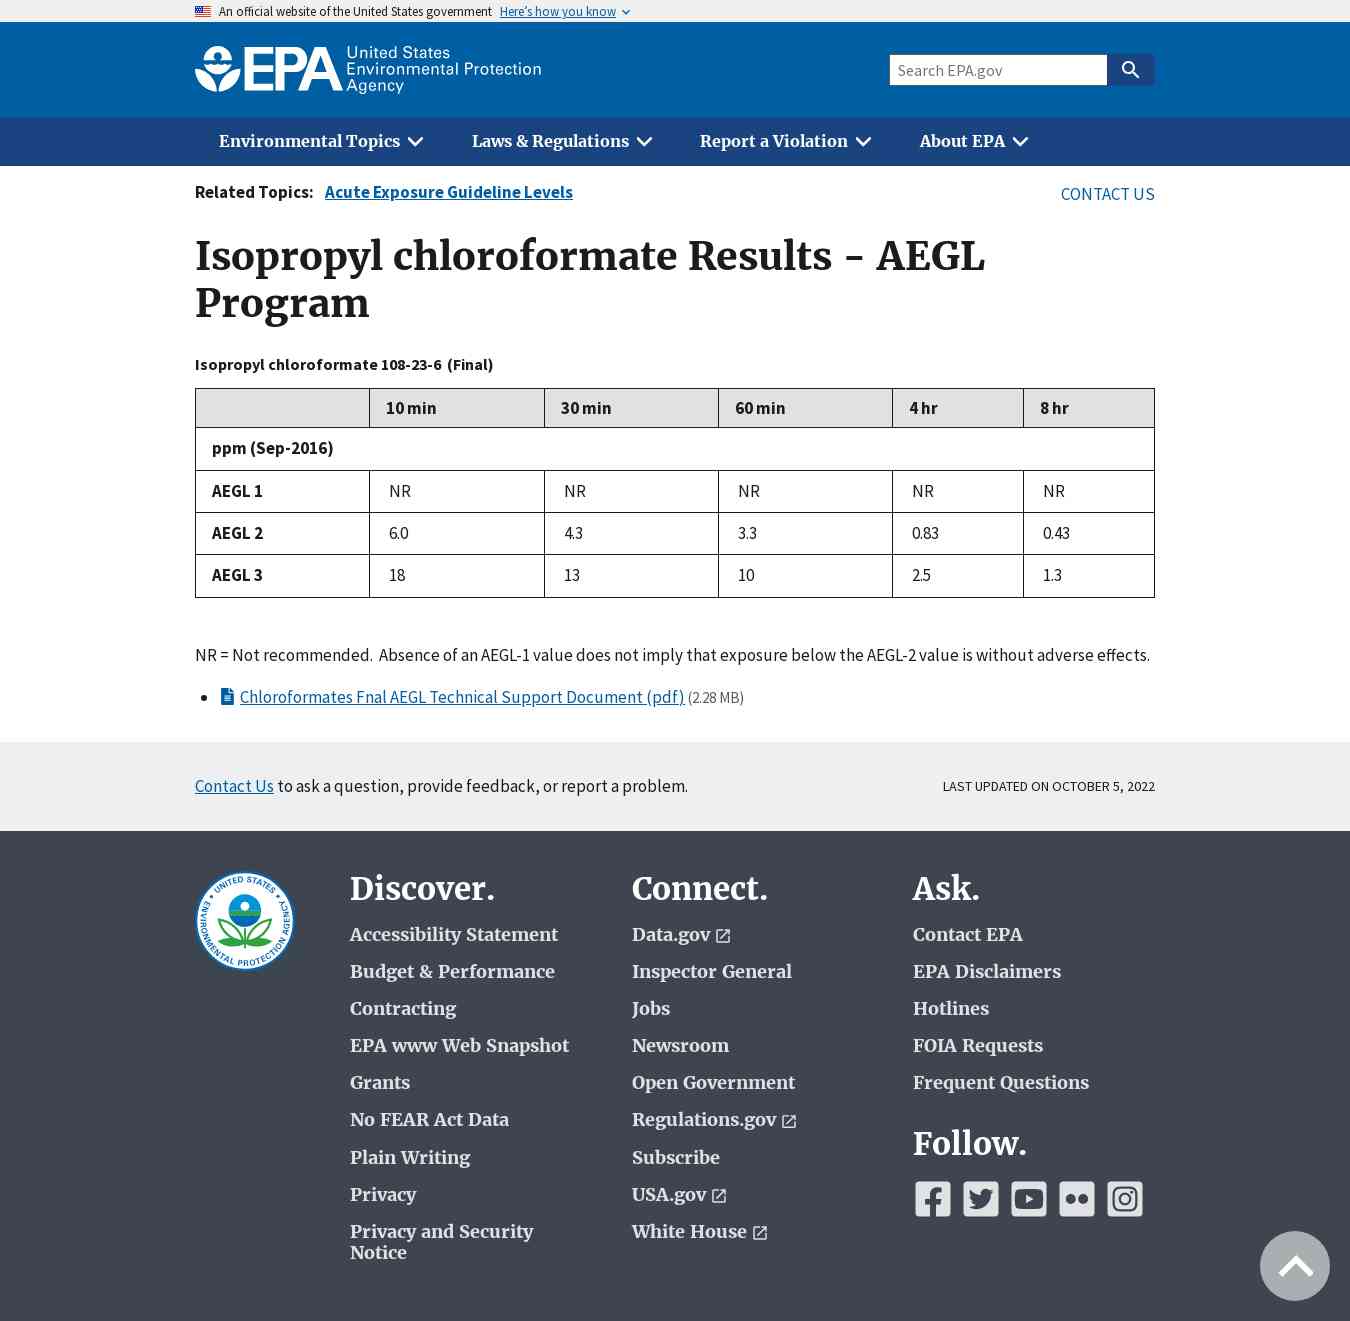 An official website of the United States government Here’s how you know
EPA United States
Environmental Protection
Agency
Search EPA.gov
Environmental Topics Laws & Regulations Report a Violation About EPA
Related Topics: Acute Exposure Guideline Levels CONTACT US
Isopropyl chloroformate Results - AEGL
Program
Isopropyl chloroformate 108-23-6 (Final)
10 min 30 min 60 min 4 hr 8 hr
ppm (Sep-2016)
AEGL 1 NR NR NR NR NR
AEGL 2 6.0 4.3 3.3 0.83 0.43
AEGL 3 18 13 10 2.5 1.3
NR = Not recommended. Absence of an AEGL-1 value does not imply that exposure below the AEGL-2 value is without adverse effects.
Chloroformates Fnal AEGL Technical Support Document (pdf) (2.28 MB)
Contact Us to ask a question, provide feedback, or report a problem. LAST UPDATED ON OCTOBER 5, 2022
UNITED STATES ENVIRONMENTAL PROTECTION AGENCY
Discover.
Accessibility Statement
Budget & Performance
Contracting
EPA www Web Snapshot
Grants
No FEAR Act Data
Plain Writing
Privacy
Privacy and Security
Notice
Connect.
Data.gov
Inspector General
Jobs
Newsroom
Open Government
Regulations.gov
Subscribe
USA.gov
White House
Ask.
Contact EPA
EPA Disclaimers
Hotlines
FOIA Requests
Frequent Questions
Follow.